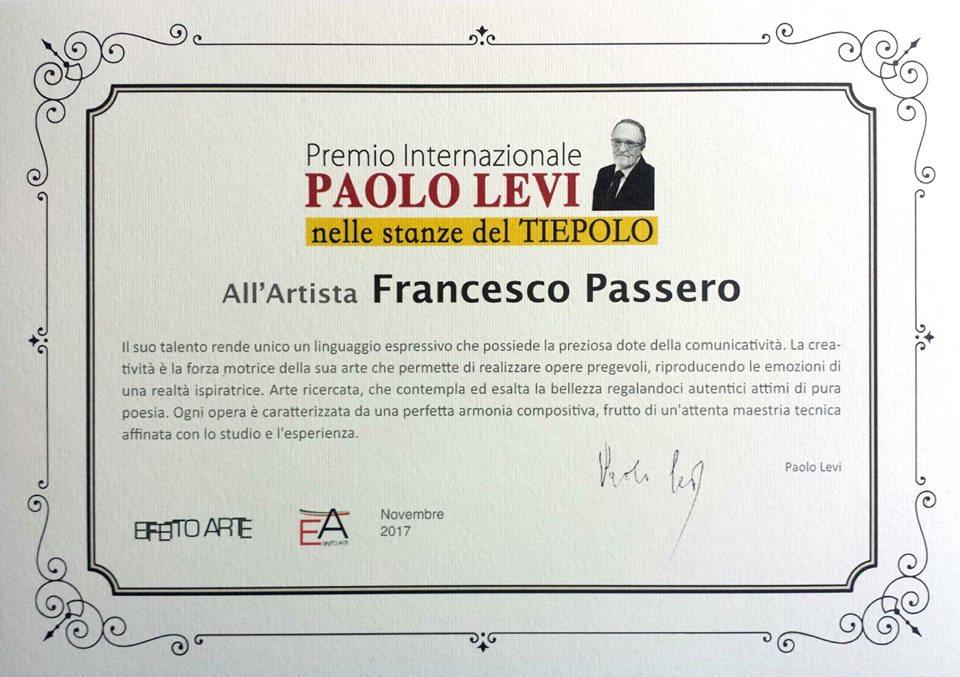 Premio Internazionale
PAOLO LEVI
nelle stanze del TIEPOLO
All'Artista Francesco Passero
Il suo talento rende unico un linguaggio espressivo che possiede la preziosa dote della comunicatività. La crea-
tività è la forza motrice della sua arte che permette di realizzare opere pregevoli, riproducendo le emozioni di
una realtà ispiratrice. Arte ricercata, che contempla ed esalta la bellezza regalandoci autentici attimi di pura
poesia. Ogni opera è caratterizzata da una perfetta armonia compositiva, frutto di un'attenta maestria tecnica
affinata con lo studio e l'esperienza.
Paolo Levi
Paolo Levi
EFFETTO ARTE
EA
EFFETTO ARTE
Novembre
2017